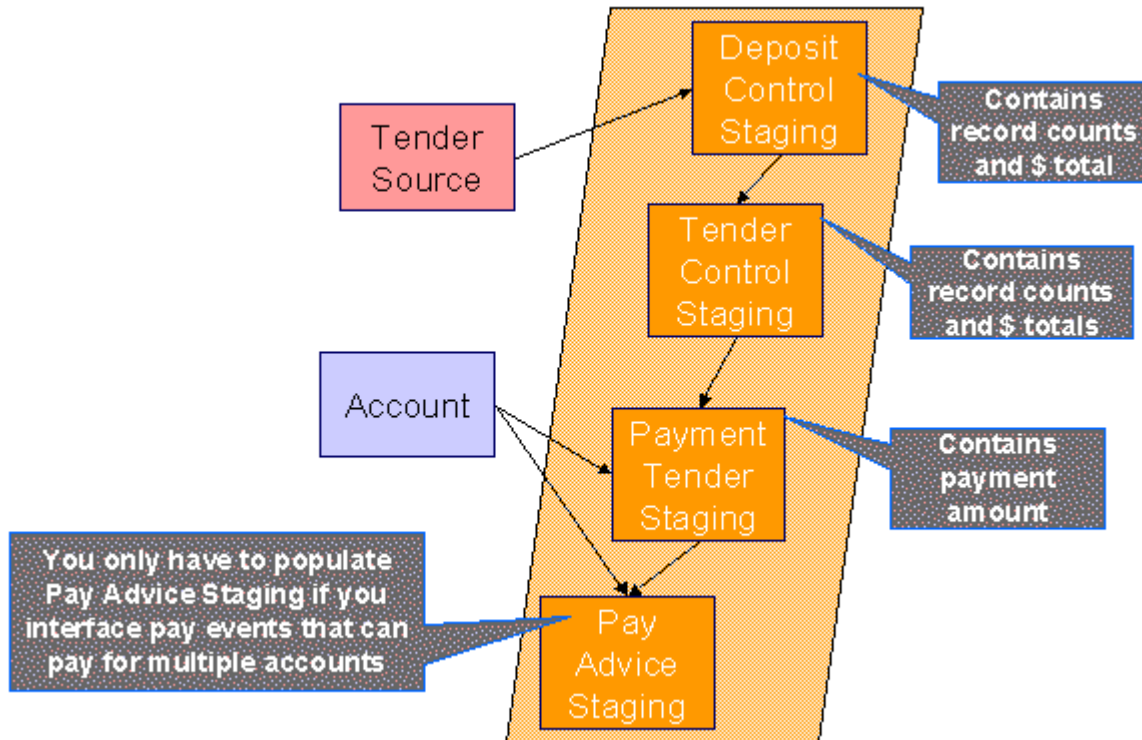 Deposit
Control
Staging
Contains
record counts
and $ total
Tender
Source
Tender
Control
Staging
Contains
record counts
and $ totals
Account
Payment
Tender
Staging
Contains
payment
amount
You only have to populate
Pay Advice Staging if you
interface pay events that can
pay for multiple accounts
Pay
Advice
Staging